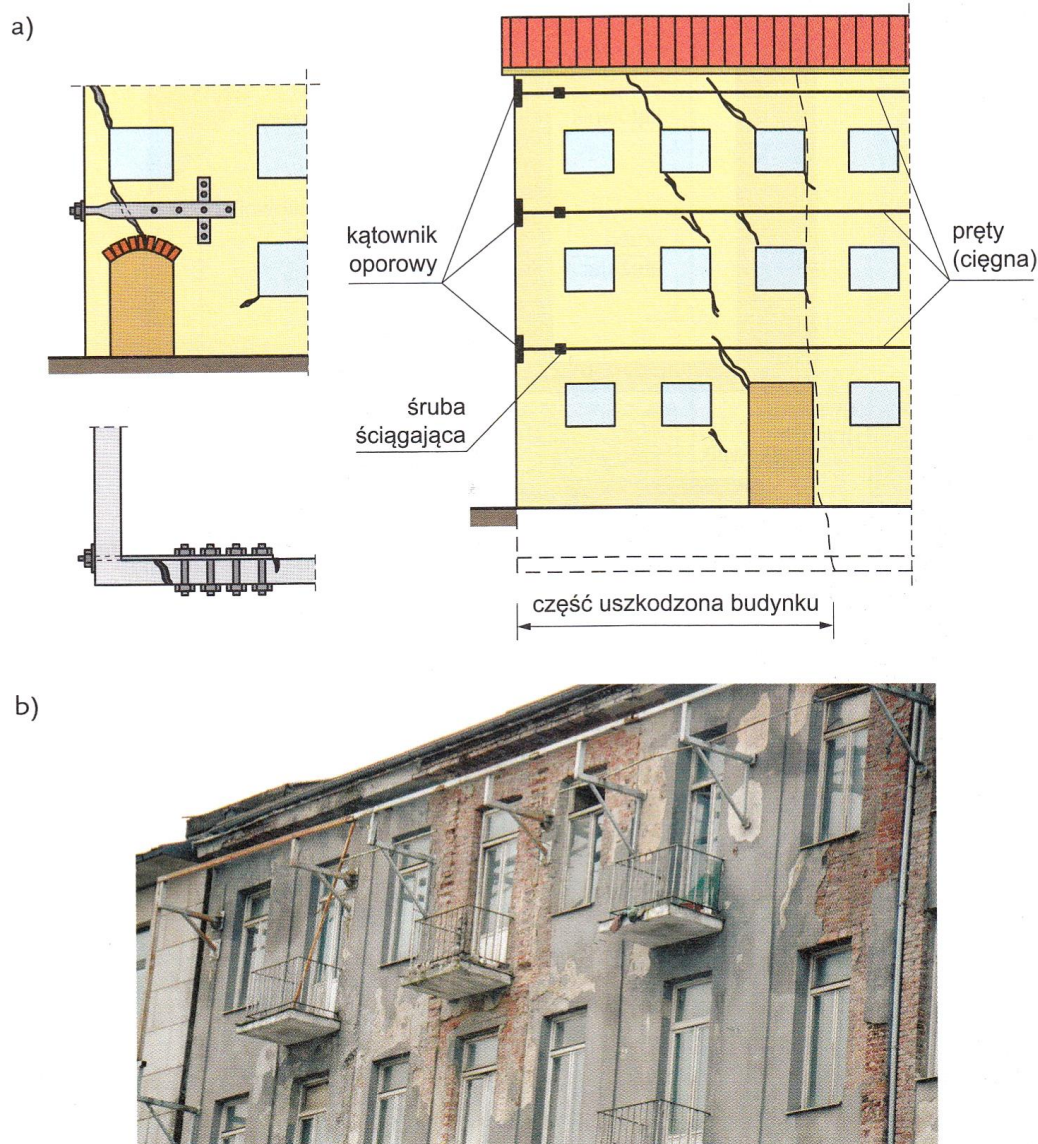 a)
kątownik
oporowy
pręty
(cięgna)
śruba
ściągająca
część uszkodzona budynku
b)